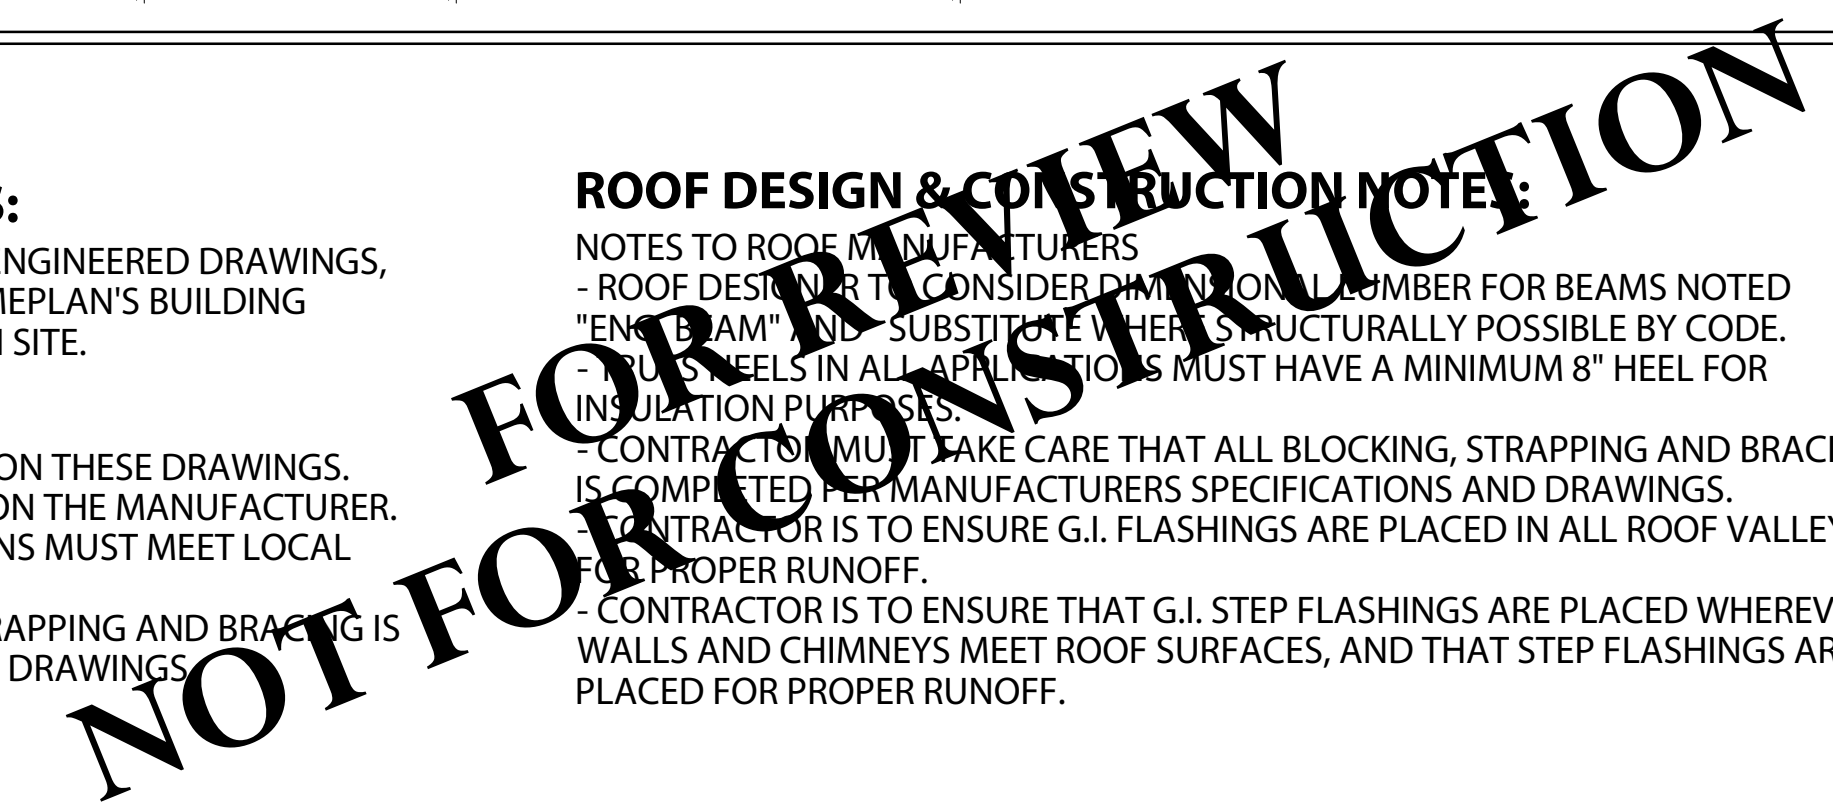 S:
NGINEERED DRAWINGS,
MEPLAN'S BUILDING
SITE.
ON THESE DRAWINGS.
ON THE MANUFACTURER.
NS MUST MEET LOCAL
RAPPING AND BRACING IS
DRAWINGS
ROOF DESIGN & CONSTRUCTION NOTES:
NOTES TO ROOF MANUFACTURERS
- ROOF DESIGNER TO CONSIDER DIMENSIONAL LUMBER FOR BEAMS NOTED
"ENG. BEAM" AND SUBSTITUTE WHERE STRUCTURALLY POSSIBLE BY CODE.
- TRUSS HEELS IN ALL APPLICATIONS MUST HAVE A MINIMUM 8" HEEL FOR
INSULATION PURPOSES.
- CONTRACTOR MUST TAKE CARE THAT ALL BLOCKING, STRAPPING AND BRACI
IS COMPLETED PER MANUFACTURERS SPECIFICATIONS AND DRAWINGS.
- CONTRACTOR IS TO ENSURE G.I. FLASHINGS ARE PLACED IN ALL ROOF VALLEY
FOR PROPER RUNOFF.
- CONTRACTOR IS TO ENSURE THAT G.I. STEP FLASHINGS ARE PLACED WHEREV
WALLS AND CHIMNEYS MEET ROOF SURFACES, AND THAT STEP FLASHINGS AR
PLACED FOR PROPER RUNOFF.
FOR REVIEW
NOT FOR CONSTRUCTION